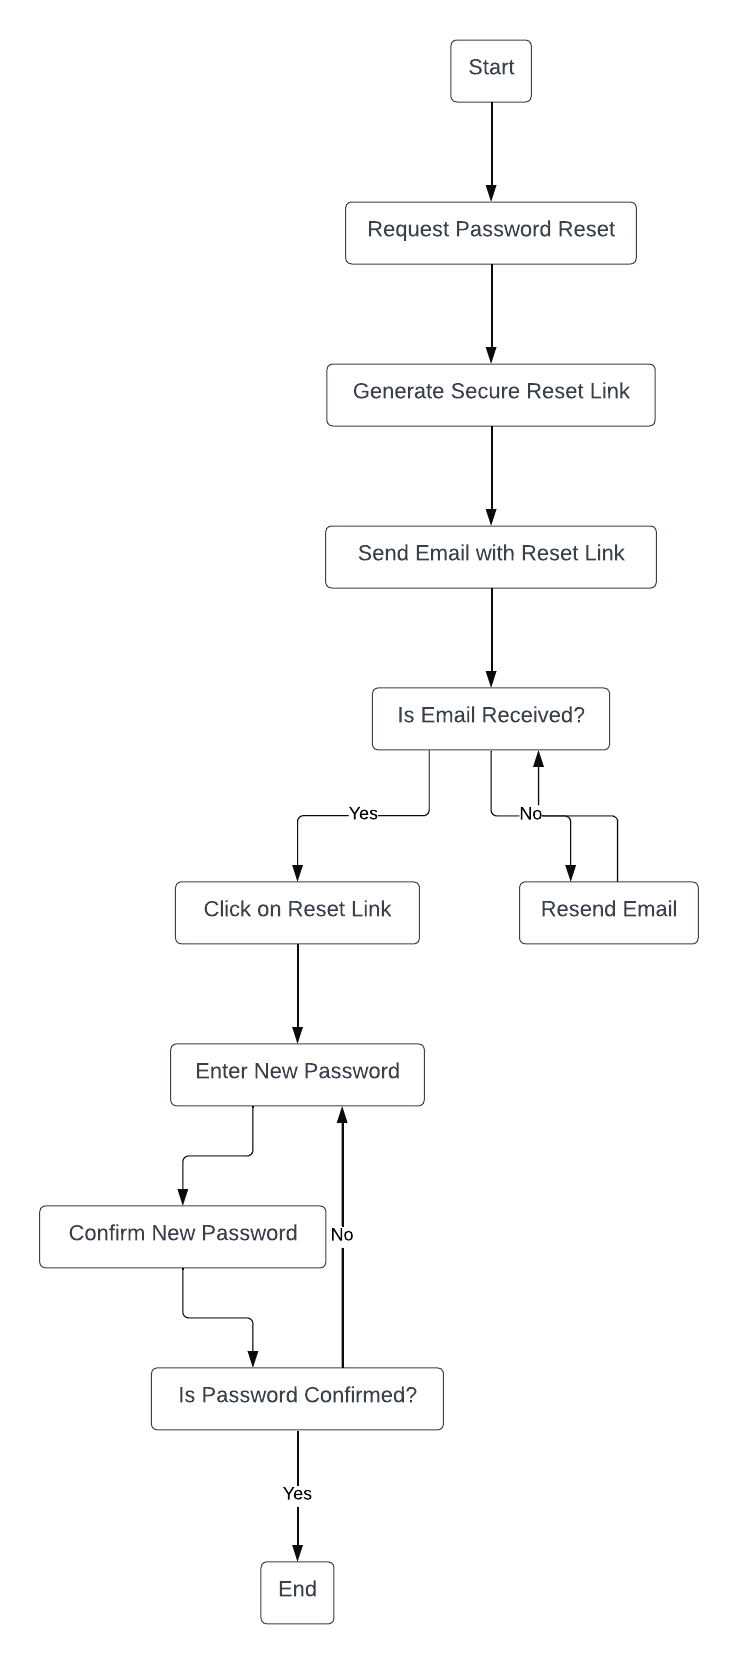 Start
Request Password Reset
Generate Secure Reset Link
Send Email with Reset Link
Is Email Received?
Yes
No
Click on Reset Link
Resend Email
Enter New Password
Confirm New Password
No
Is Password Confirmed?
Yes
End